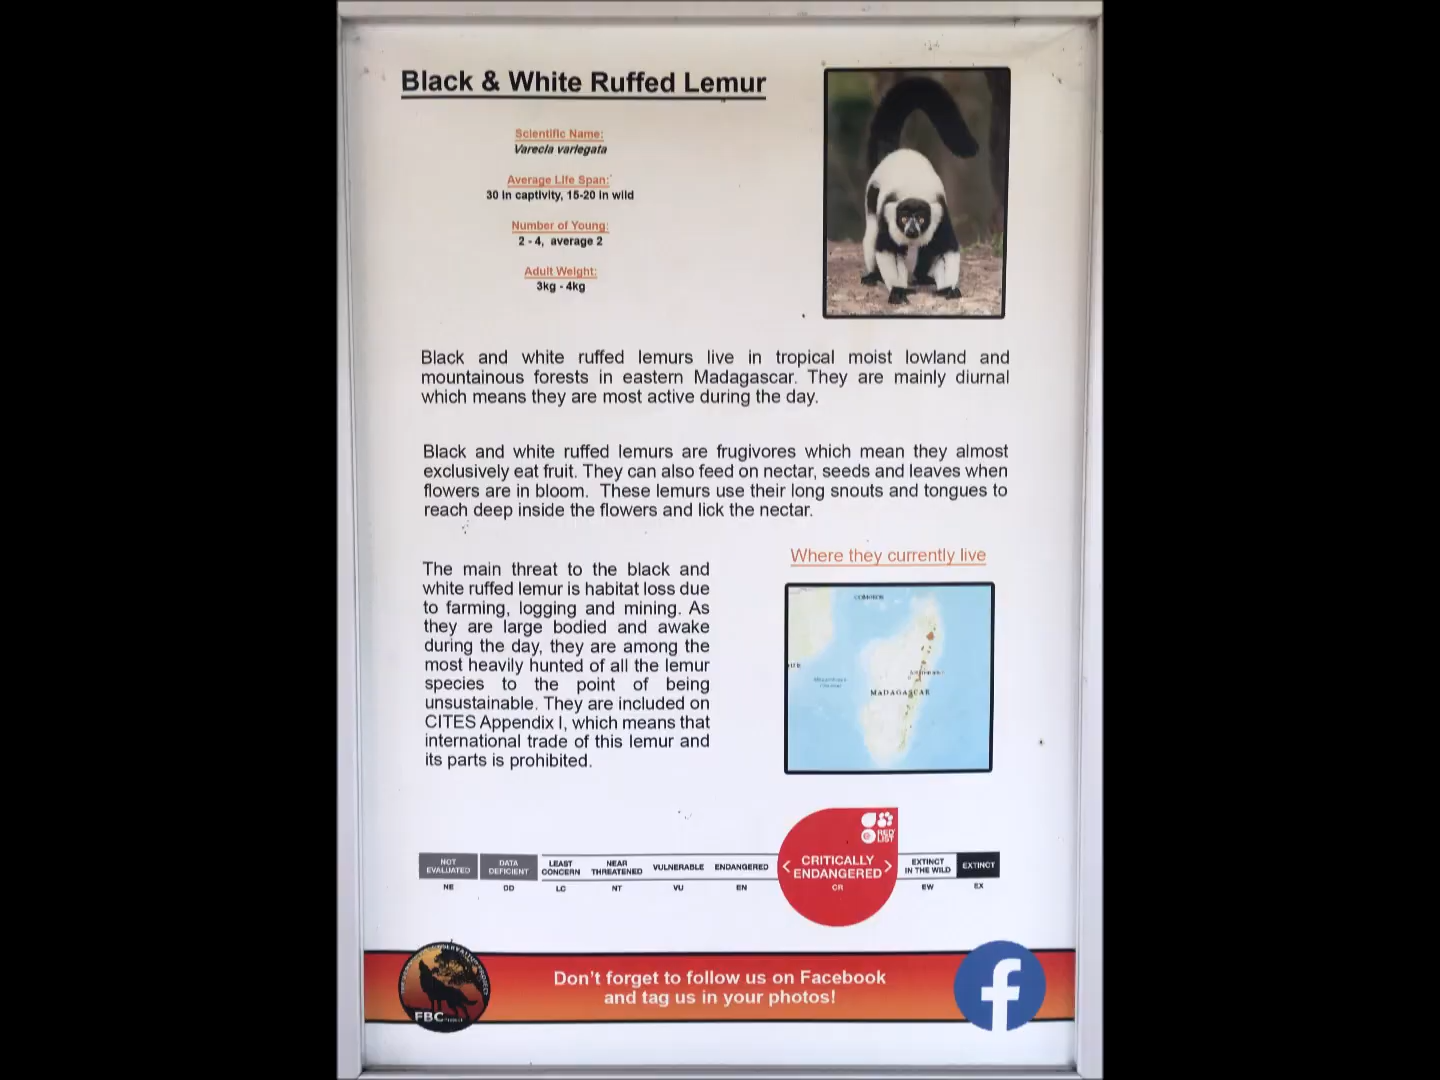 Black & White Ruffed Lemur
Scientific Name:
Varecia variegata
Average Life Span:
30 in captivity, 15-20 in wild
Number of Young:
2 - 4, average 2
Adult Weight:
3kg - 4kg
Black and white ruffed lemurs live in tropical moist lowland and
mountainous forests in eastern Madagascar. They are mainly diurnal
which means they are most active during the day.
Black and white ruffed lemurs are frugivores which mean they almost
exclusively eat fruit. They can also feed on nectar, seeds and leaves when
flowers are in bloom. These lemurs use their long snouts and tongues to
reach deep inside the flowers and lick the nectar.
Where they currently live
The main threat to the black and
white ruffed lemur is habitat loss due
to farming, logging and mining. As
they are large bodied and awake
during the day, they are among the
most heavily hunted of all the lemur
species to the point of being
unsustainable. They are included on
CITES Appendix I, which means that
international trade of this lemur and
its parts is prohibited.
COMOROS
MADAGASCAR
RED
LIST
NOT
EVALUATED
NE
DATA
DEFICIENT
DD
LEAST
CONCERN
LC
NEAR
THREATENED
NT
VULNERABLE
VU
ENDANGERED
EN
< CRITICALLY
ENDANGERED >
CR
EXTINCT
IN THE WILD
EW
EXTINCT
EX
FBC
Don't forget to follow us on Facebook
and tag us in your photos!
f